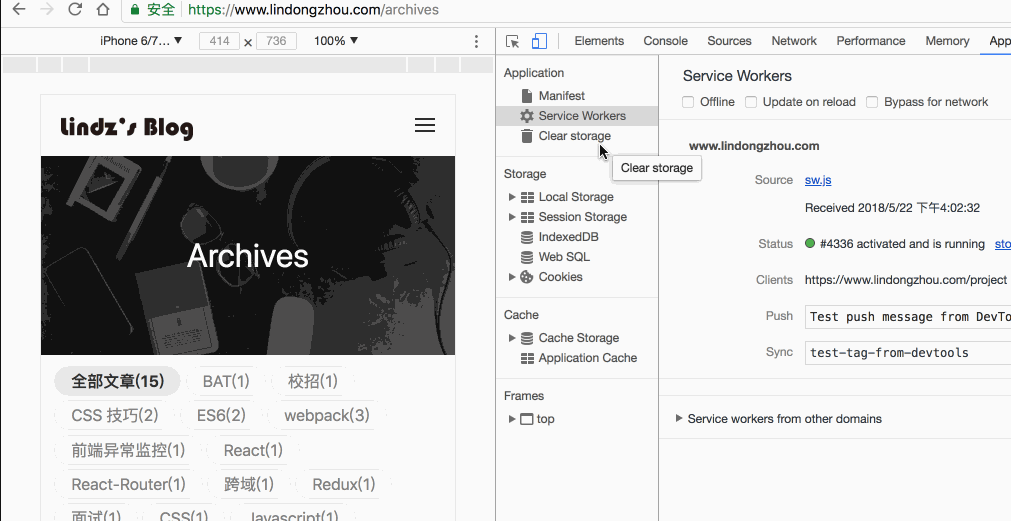 安全 https://www.lindongzhou.com/archives
iPhone 6/7… ▼ 414 × 736 100% ▼
Elements Console Sources Network Performance Memory App
Lindz's Blog
Archives
全部文章(15) BAT(1) 校招(1)
CSS 技巧(2) ES6(2) webpack(3)
前端异常监控(1) React(1)
React-Router(1) 跨域(1) Redux(1)
面试(1) CSS(1) Javascript(1)
Application
Manifest
Service Workers
Clear storage
Clear storage
Storage
Local Storage
Session Storage
IndexedDB
Web SQL
Cookies
Cache
Cache Storage
Application Cache
Frames
top
Service Workers
Offline Update on reload Bypass for network
www.lindongzhou.com
Source sw.js
Received 2018/5/22 下午4:02:32
Status #4336 activated and is running sto
Clients https://www.lindongzhou.com/project
Push Test push message from DevTo
Sync test-tag-from-devtools
Service workers from other domains